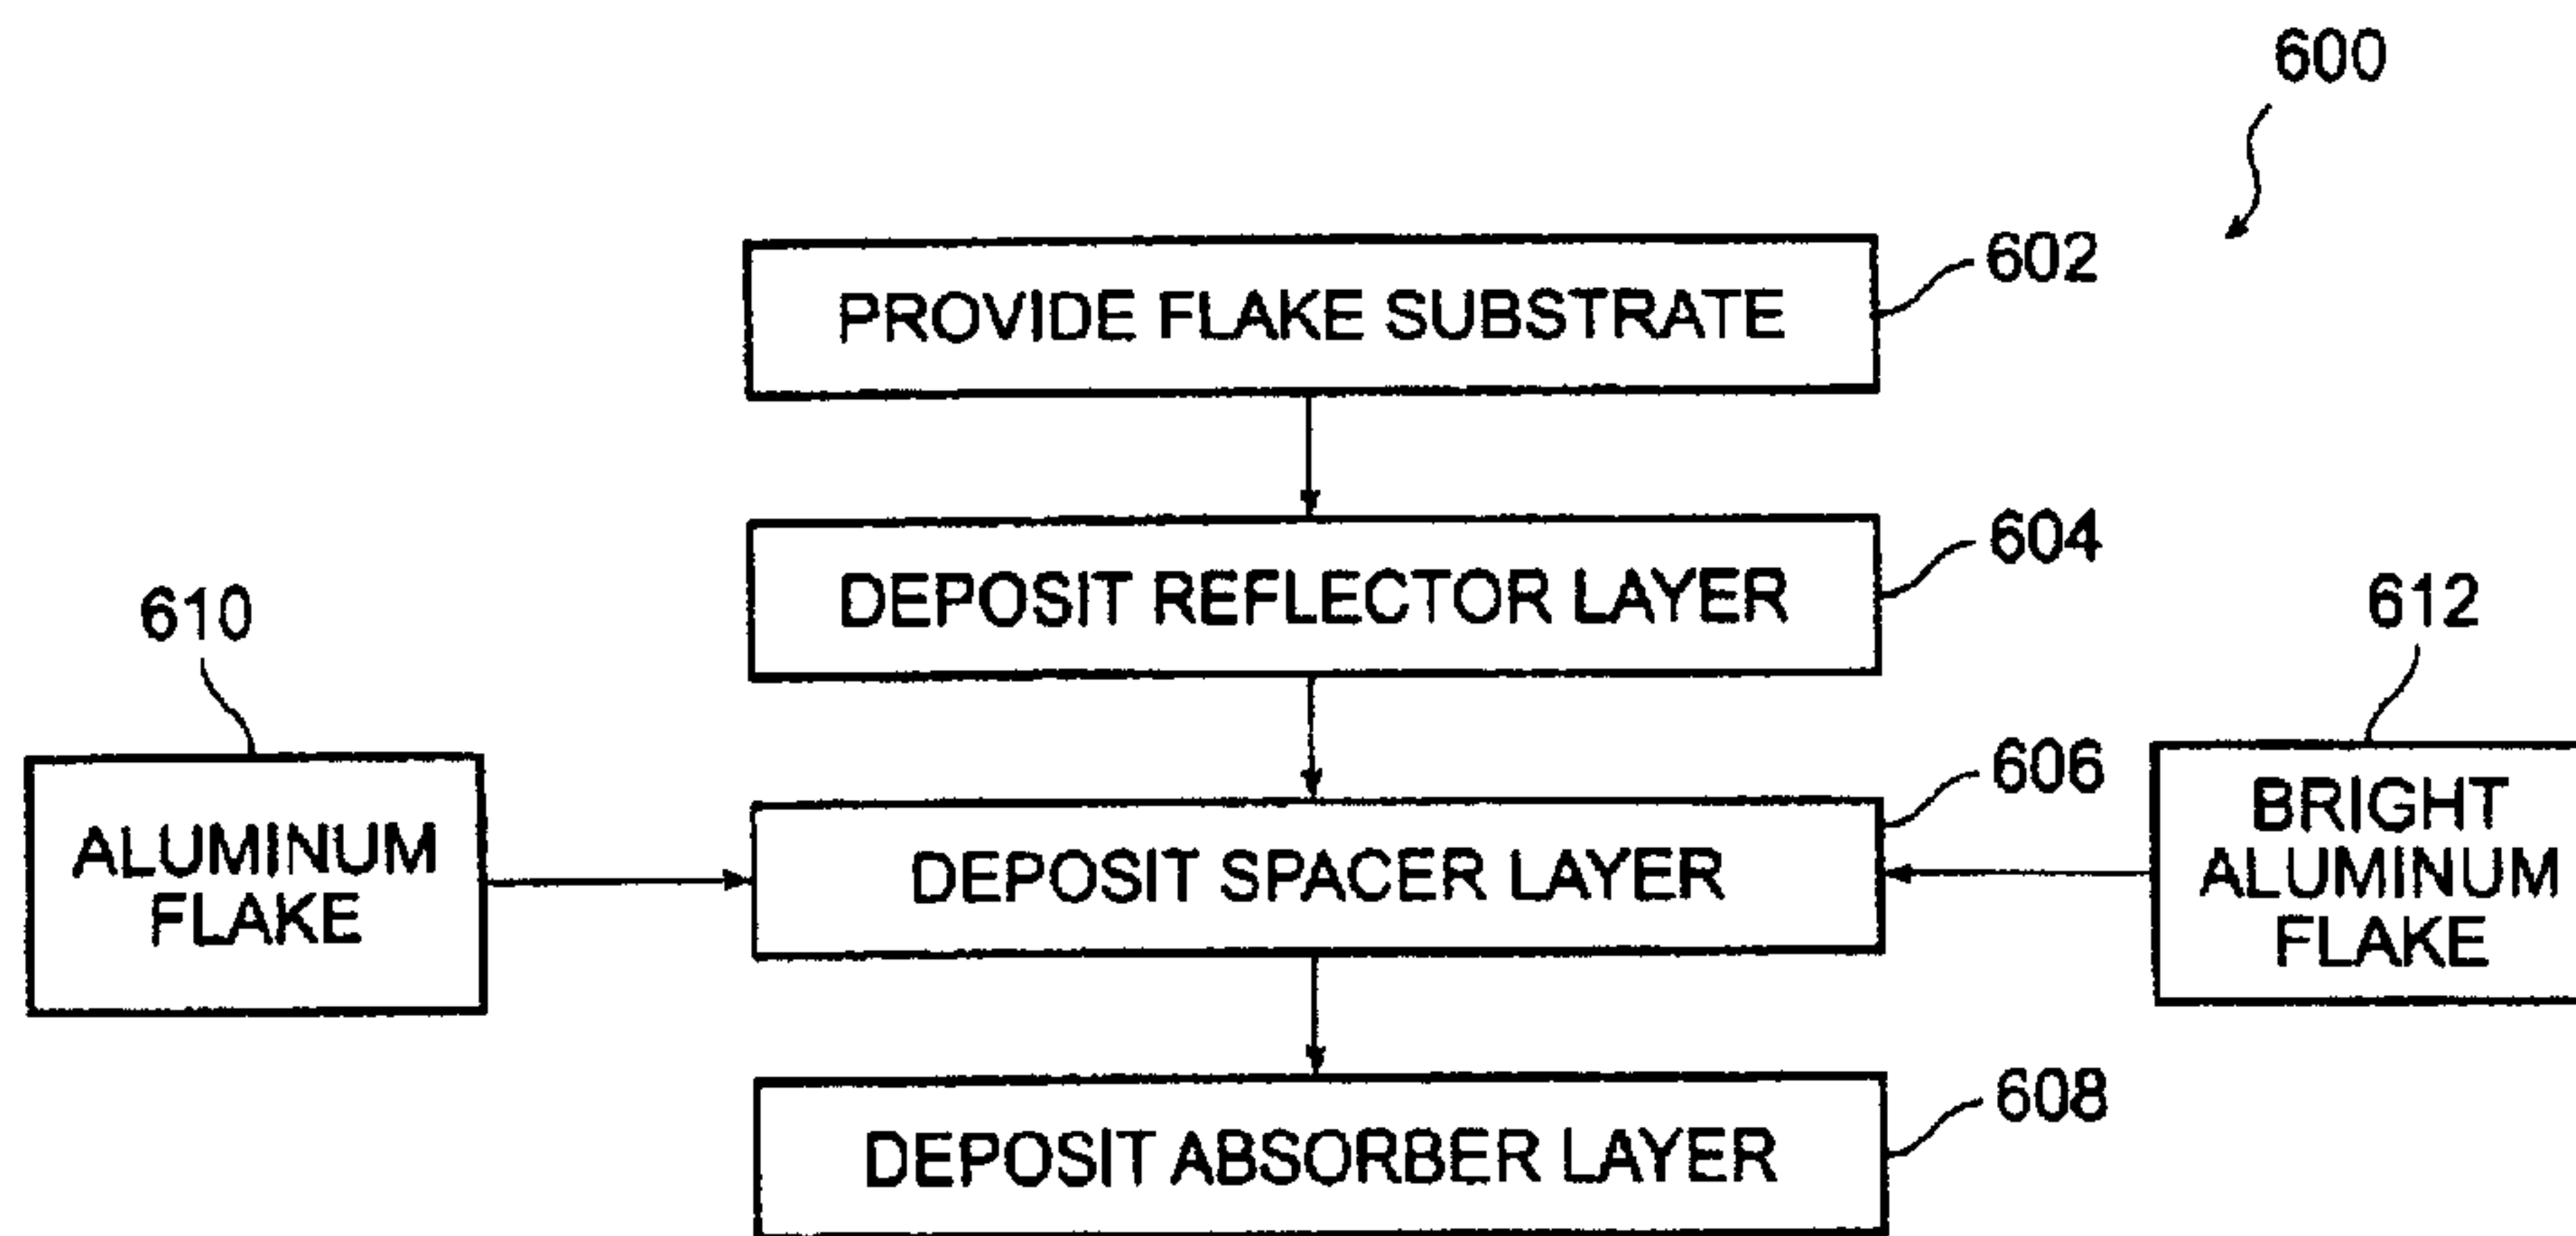 600
PROVIDE FLAKE SUBSTRATE
602
DEPOSIT REFLECTOR LAYER
604
610
612
ALUMINUM
FLAKE
DEPOSIT SPACER LAYER
606
BRIGHT
ALUMINUM
FLAKE
DEPOSIT ABSORBER LAYER
608